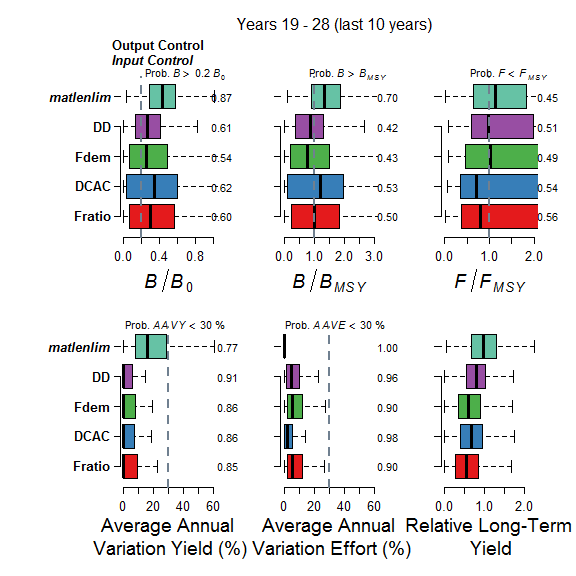 Years 19 - 28 (last 10 years)
Output Control
Input Control
Prob. B > 0.2 B0
Prob. B > BMSY
Prob. F < FMSY
matlenlim 0.87 0.70 0.45
DD 0.61 0.42 0.51
Fdem 0.54 0.43 0.49
DCAC 0.62 0.53 0.54
Fratio 0.60 0.50 0.56
0.0 0.4 0.8 0.0 1.0 2.0 3.0 0.0 1.0 2.0
B / B0 B / BMSY F / FMSY
Prob. AAVY < 30 % Prob. AAVE < 30 %
matlenlim 0.77 1.00
DD 0.91 0.96
Fdem 0.86 0.90
DCAC 0.86 0.98
Fratio 0.85 0.90
0 20 40 60 0 20 40 60 0.0 1.0 2.0
Average Annual Average Annual Relative Long-Term
Variation Yield (%) Variation Effort (%) Yield